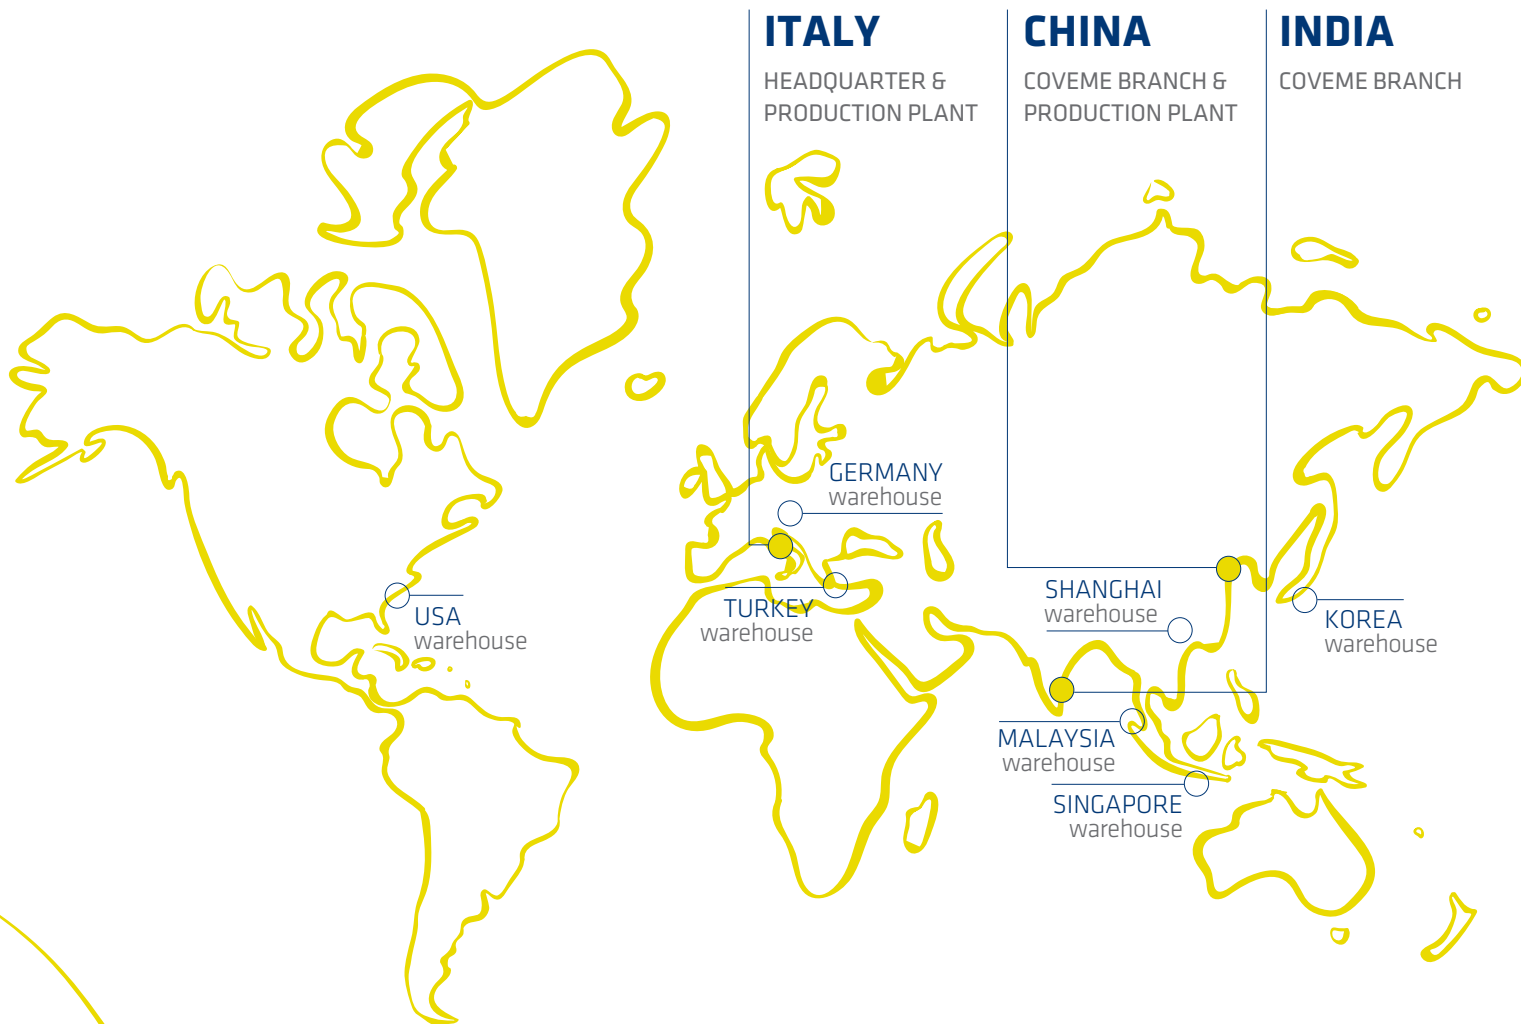 ITALY
HEADQUARTER &
PRODUCTION PLANT
CHINA
COVEME BRANCH &
PRODUCTION PLANT
INDIA
COVEME BRANCH
GERMANY
warehouse
USA
warehouse
TURKEY
warehouse
SHANGHAI
warehouse
KOREA
warehouse
MALAYSIA
warehouse
SINGAPORE
warehouse